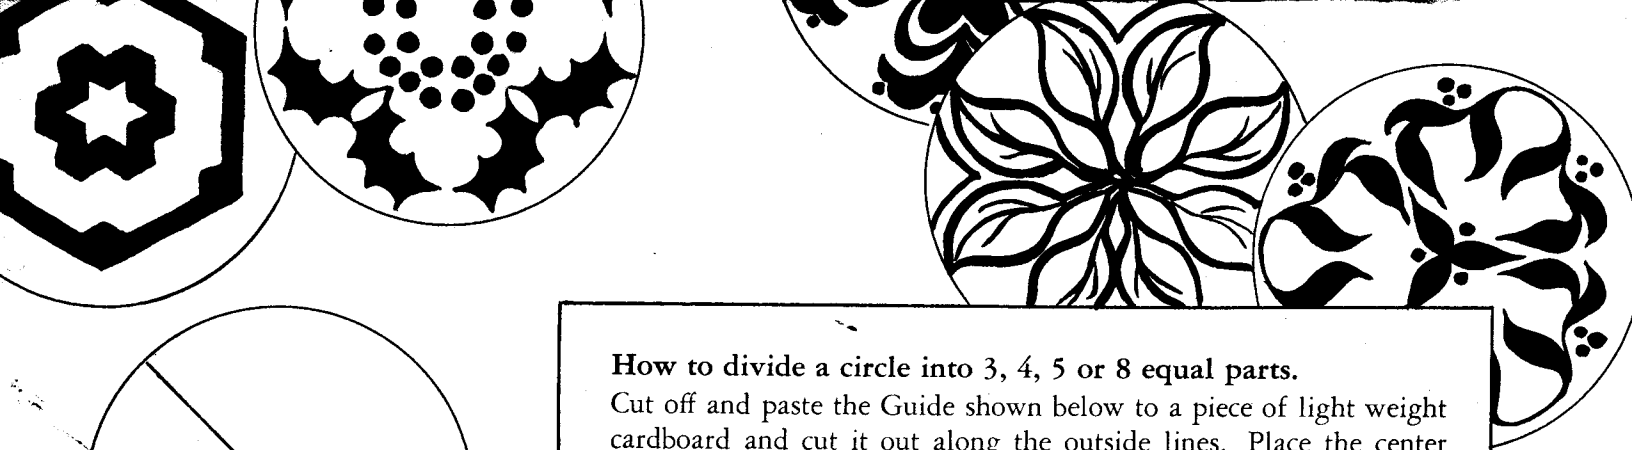 How to divide a circle into 3, 4, 5 or 8 equal parts.
Cut off and paste the Guide shown below to a piece of light weight
cardboard and cut it out along the outside lines. Place the center